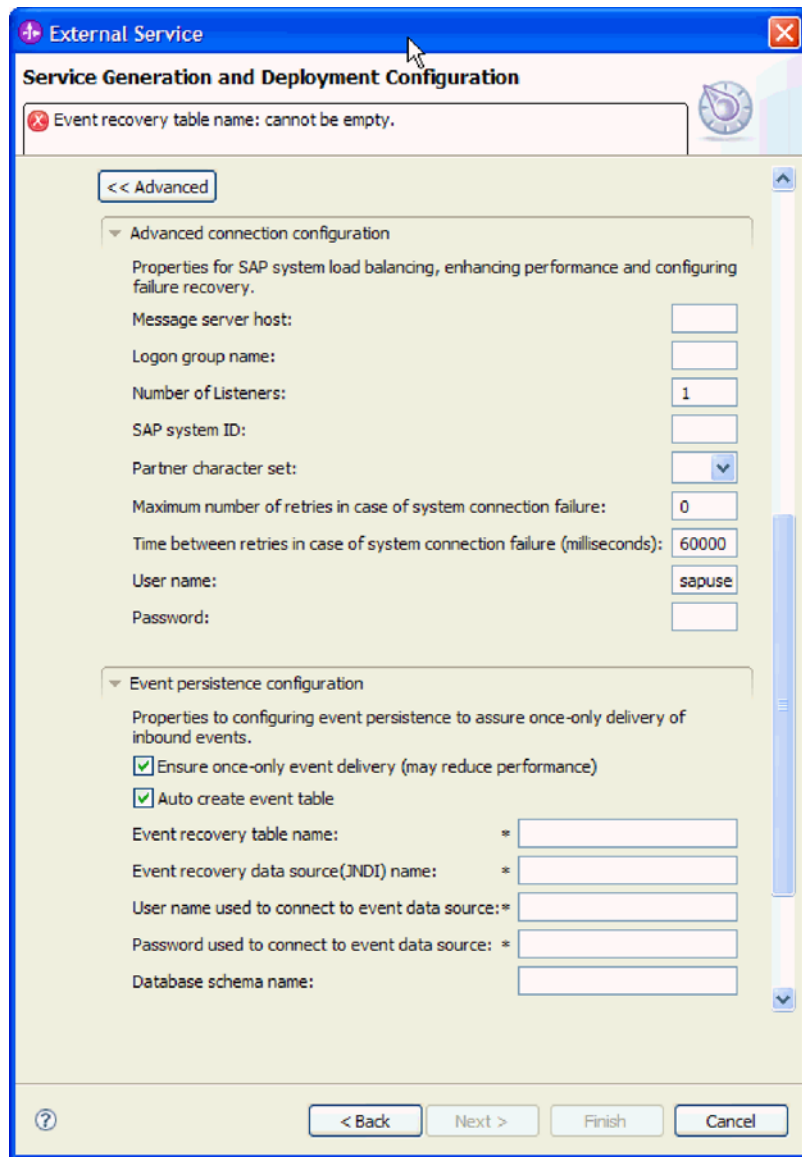 External Service
Service Generation and Deployment Configuration
Event recovery table name: cannot be empty.
<< Advanced
Advanced connection configuration
Properties for SAP system load balancing, enhancing performance and configuring
failure recovery.
Message server host:
Logon group name:
Number of Listeners: 1
SAP system ID:
Partner character set:
Maximum number of retries in case of system connection failure: 0
Time between retries in case of system connection failure (milliseconds): 60000
User name: sapuse
Password:
Event persistence configuration
Properties to configuring event persistence to assure once-only delivery of
inbound events.
Ensure once-only event delivery (may reduce performance)
Auto create event table
Event recovery table name: *
Event recovery data source(JNDI) name: *
User name used to connect to event data source:*
Password used to connect to event data source: *
Database schema name:
? < Back Next > Finish Cancel